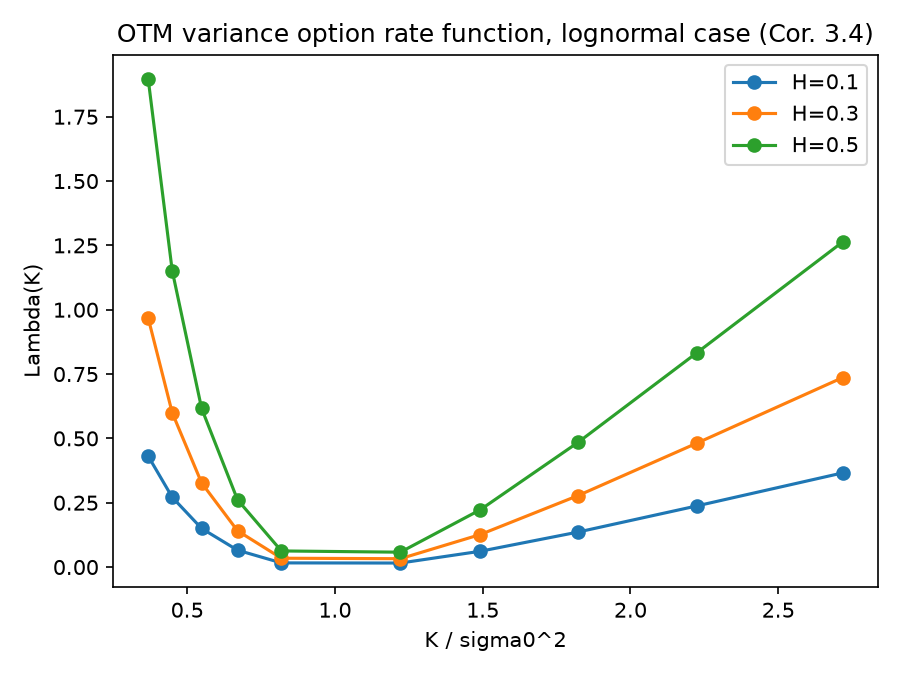 OTM variance option rate function, lognormal case (Cor. 3.4)
H=0.1
H=0.3
H=0.5
Lambda(K)
1.75
1.50
1.25
1.00
0.75
0.50
0.25
0.00
0.5 1.0 1.5 2.0 2.5
K / sigma0^2